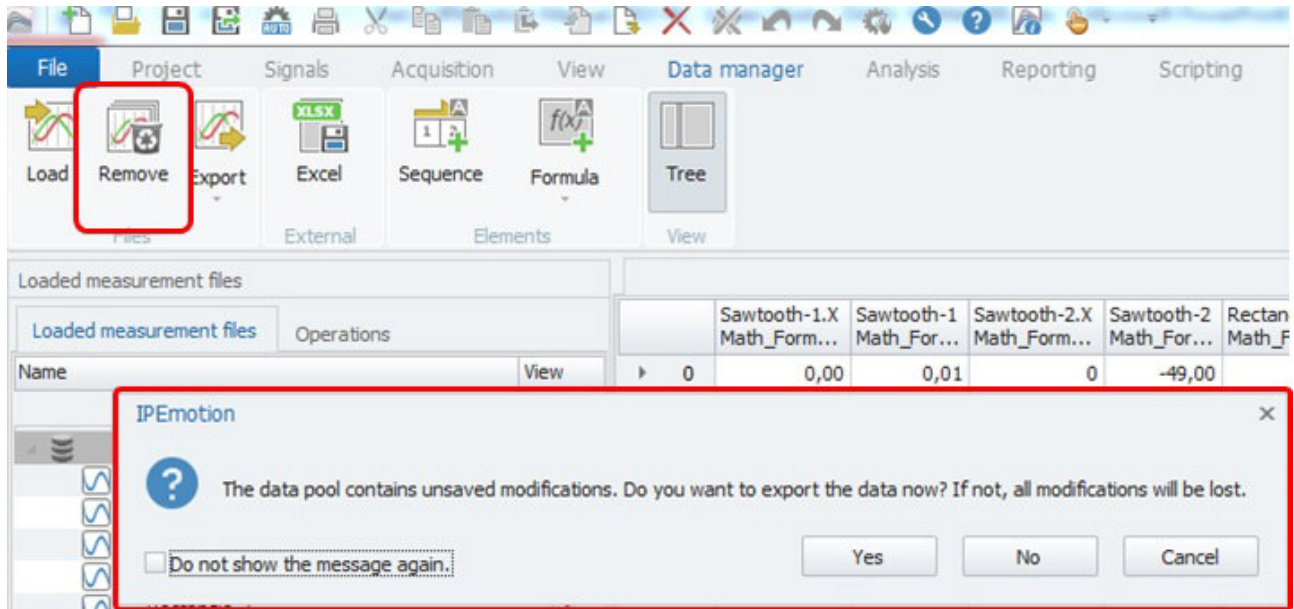 AUTO
File Project Signals Acquisition View Data manager Analysis Reporting Scripting
XLSX
A
1 2
f(x) A
Load Remove Export Excel Sequence Formula Tree
Files External Elements View
Loaded measurement files
Loaded measurement files Operations
Sawtooth-1.X Sawtooth-1 Sawtooth-2.X Sawtooth-2
Math_Form... Math_For... Math_Form... Math_For...
Name View
0 0,00 0,01 0 -49,00
IPEmotion
The data pool contains unsaved modifications. Do you want to export the data now? If not, all modifications will be lost.
Do not show the message again.
Yes No Cancel